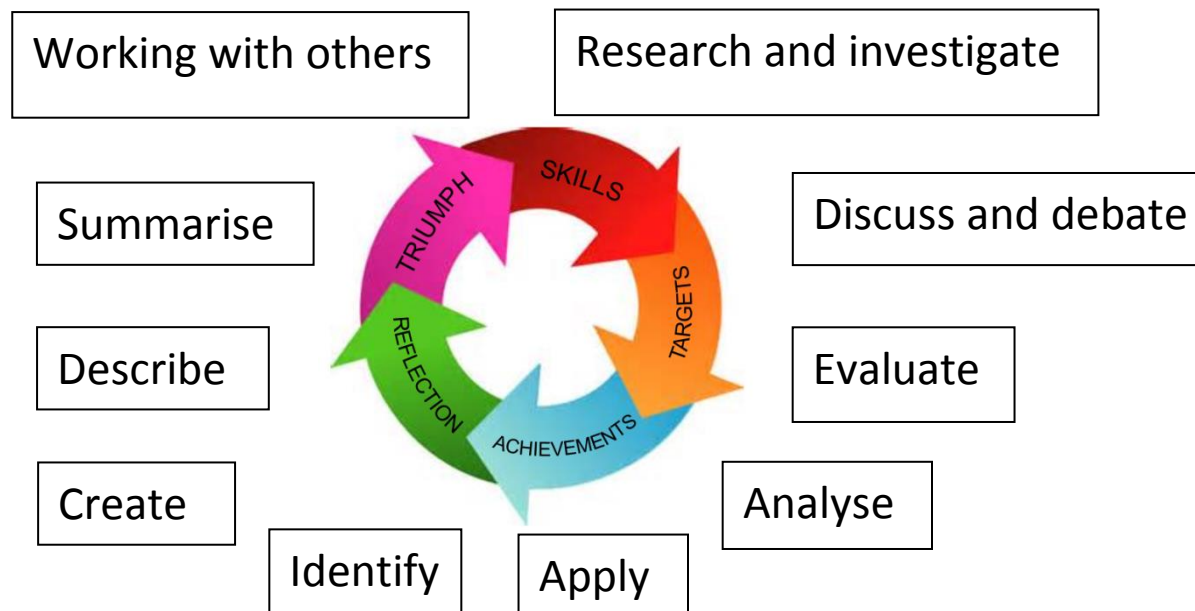 Working with others
Research and investigate
SKILLS
TRIUMPH
Summarise
Discuss and debate
TARGETS
REFLECTION
Describe
Evaluate
ACHIEVEMENTS
Create
Analyse
Identify
Apply